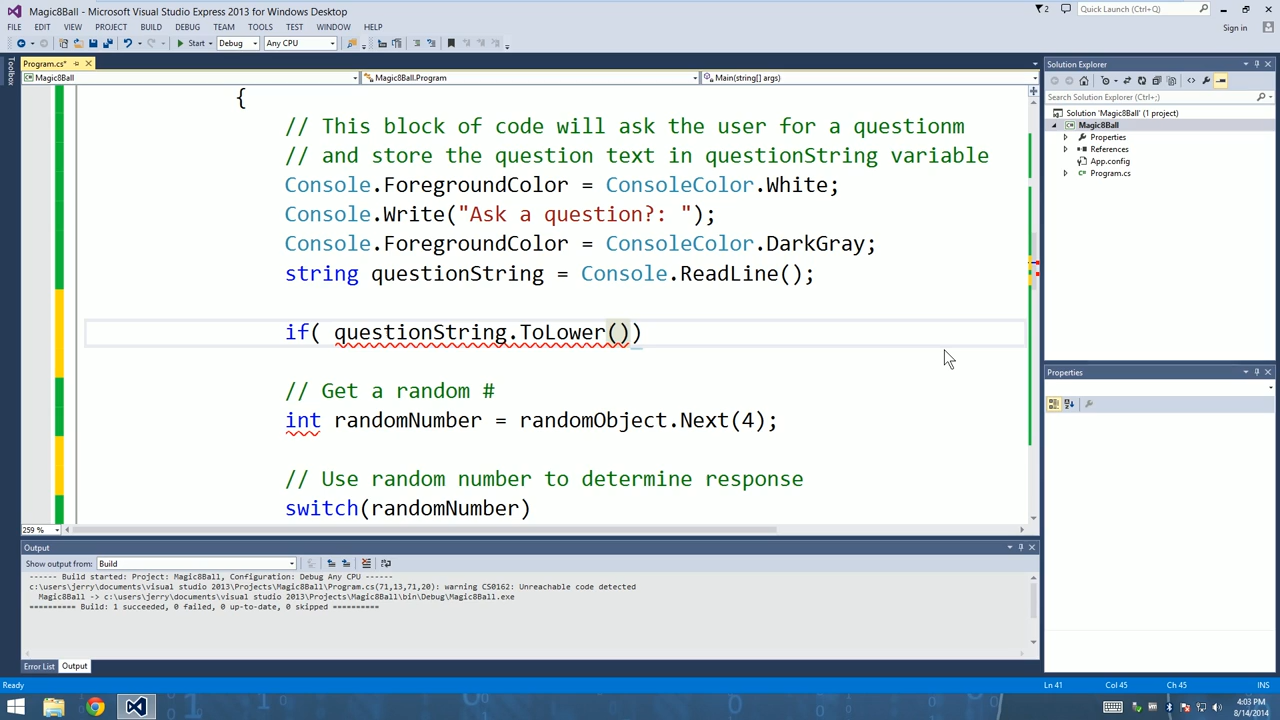 Magic8Ball - Microsoft Visual Studio Express 2013 for Windows Desktop
2
Quick Launch (Ctrl+Q)
FILE EDIT VIEW PROJECT BUILD DEBUG TEAM TOOLS TEST WINDOW HELP
Sign in
Start Debug Any CPU
Toolbox
Program.cs*
Magic8Ball
Magic8Ball.Program
Main(string[] args)
{
// This block of code will ask the user for a questionm
// and store the question text in questionString variable
Console.ForegroundColor = ConsoleColor.White;
Console.Write("Ask a question?: ");
Console.ForegroundColor = ConsoleColor.DarkGray;
string questionString = Console.ReadLine();
if( questionString.ToLower())
// Get a random #
int randomNumber = randomObject.Next(4);
// Use random number to determine response
switch(randomNumber)
259 %
Solution Explorer
Search Solution Explorer (Ctrl+;)
Solution 'Magic8Ball' (1 project)
Magic8Ball
Properties
References
App.config
Program.cs
Properties
Output
Show output from: Build
------ Build started: Project: Magic8Ball, Configuration: Debug Any CPU ------
c:\users\jerry\documents\visual studio 2013\Projects\Magic8Ball\Program.cs(71,13,71,20): warning CS0162: Unreachable code detected
Magic8Ball -> c:\users\jerry\documents\visual studio 2013\Projects\Magic8Ball\bin\Debug\Magic8Ball.exe
========== Build: 1 succeeded, 0 failed, 0 up-to-date, 0 skipped ==========
Error List Output
Ready
Ln 41 Col 45 Ch 45 INS
4:03 PM
8/14/2014